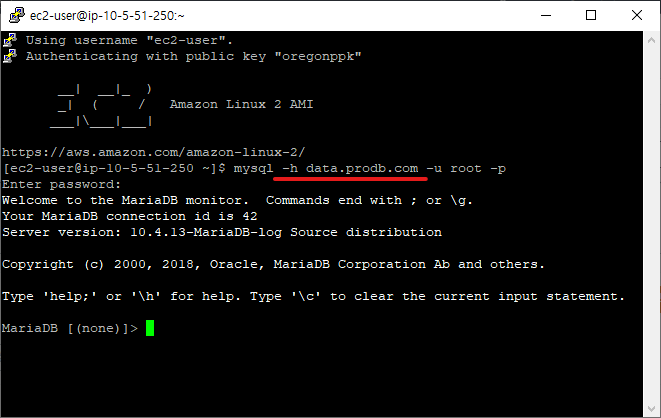 ec2-user@ip-10-5-51-250:~
Using username "ec2-user".
Authenticating with public key "oregonppk"
       __|  __|_  )
       _|  (     /   Amazon Linux 2 AMI
      ___|\___|___|
https://aws.amazon.com/amazon-linux-2/
[ec2-user@ip-10-5-51-250 ~]$ mysql -h data.prodb.com -u root -p
Enter password:
Welcome to the MariaDB monitor.  Commands end with ; or \g.
Your MariaDB connection id is 42
Server version: 10.4.13-MariaDB-log Source distribution
Copyright (c) 2000, 2018, Oracle, MariaDB Corporation Ab and others.
Type 'help;' or '\h' for help. Type '\c' to clear the current input statement.
MariaDB [(none)]>